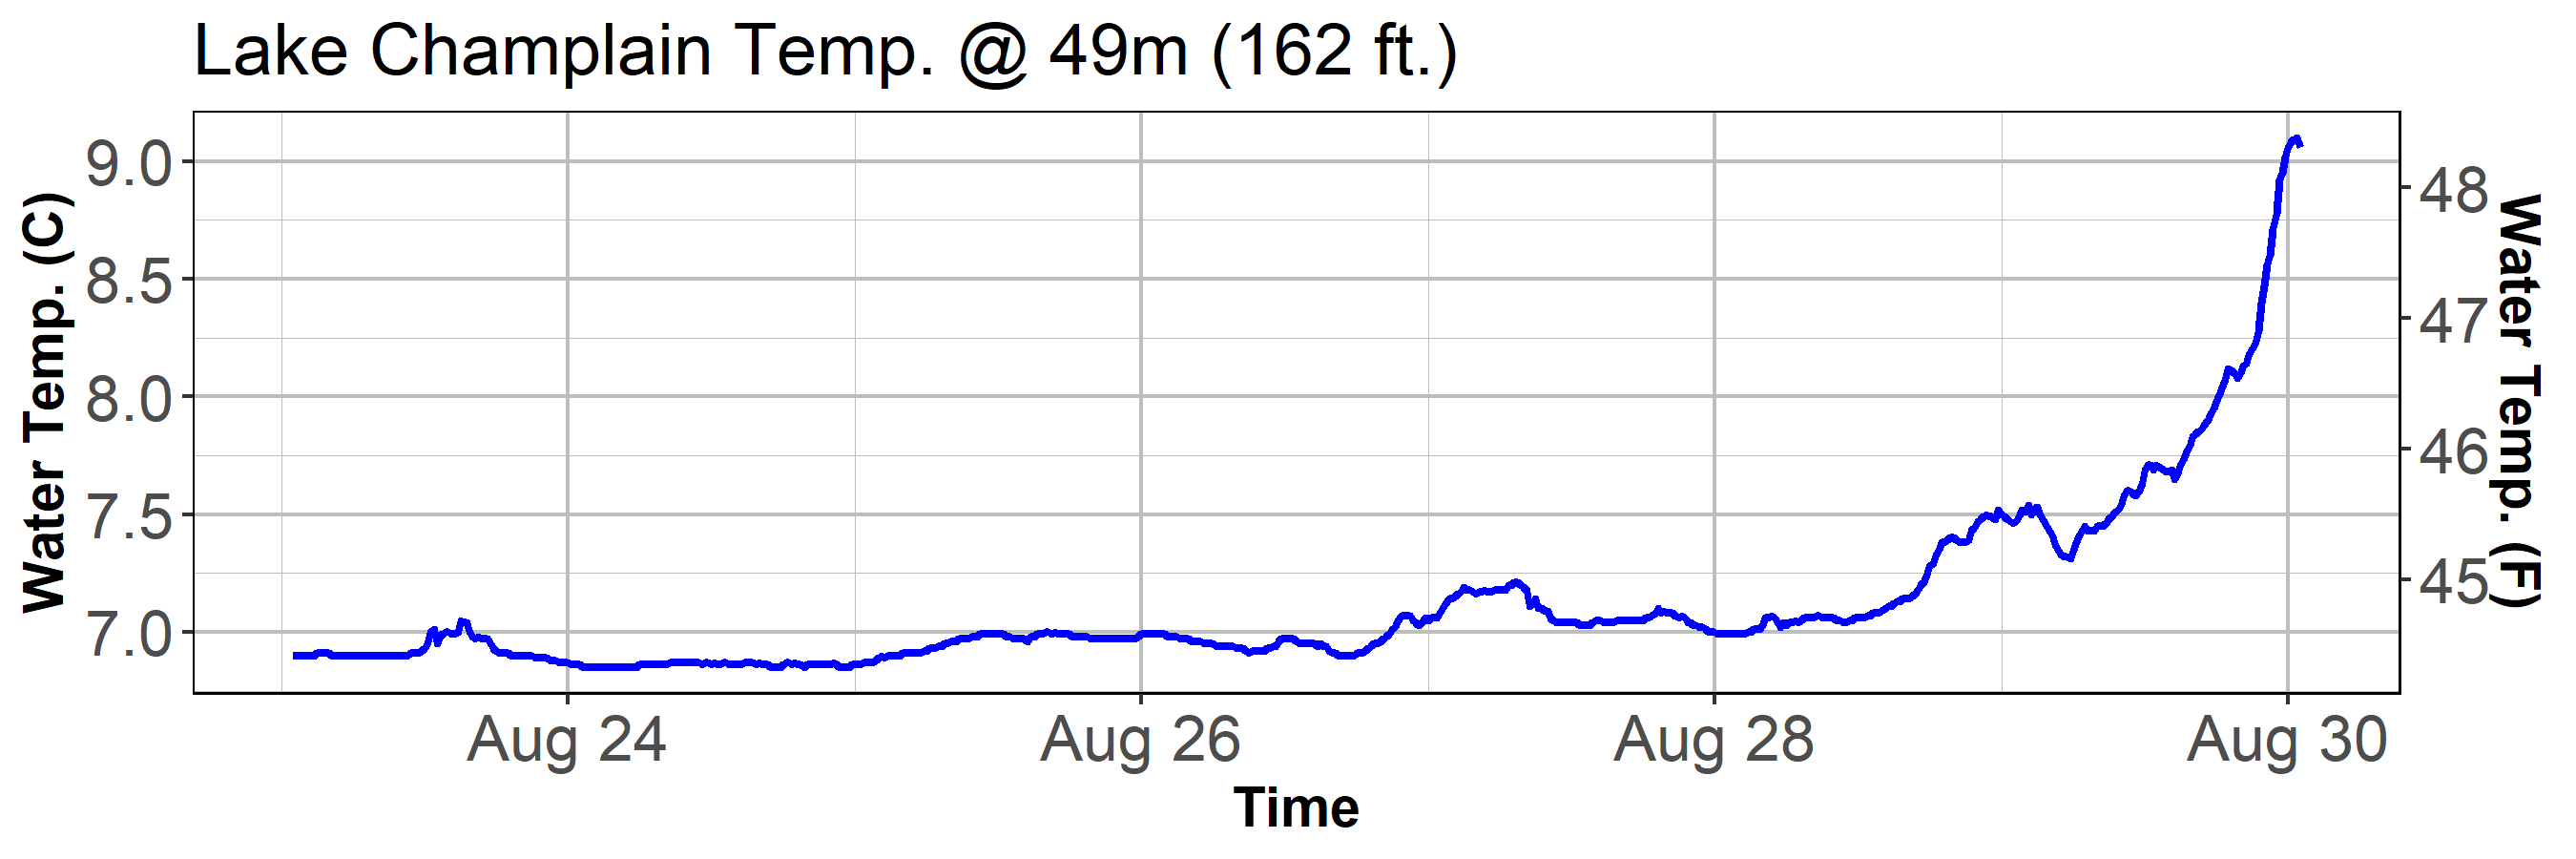 Lake Champlain Temp. @ 49m (162 ft.)
Water Temp. (C)
9.0
8.5
8.0
7.5
7.0
48
47
46
45
Water Temp. (F)
Aug 24 Aug 26 Aug 28 Aug 30
Time